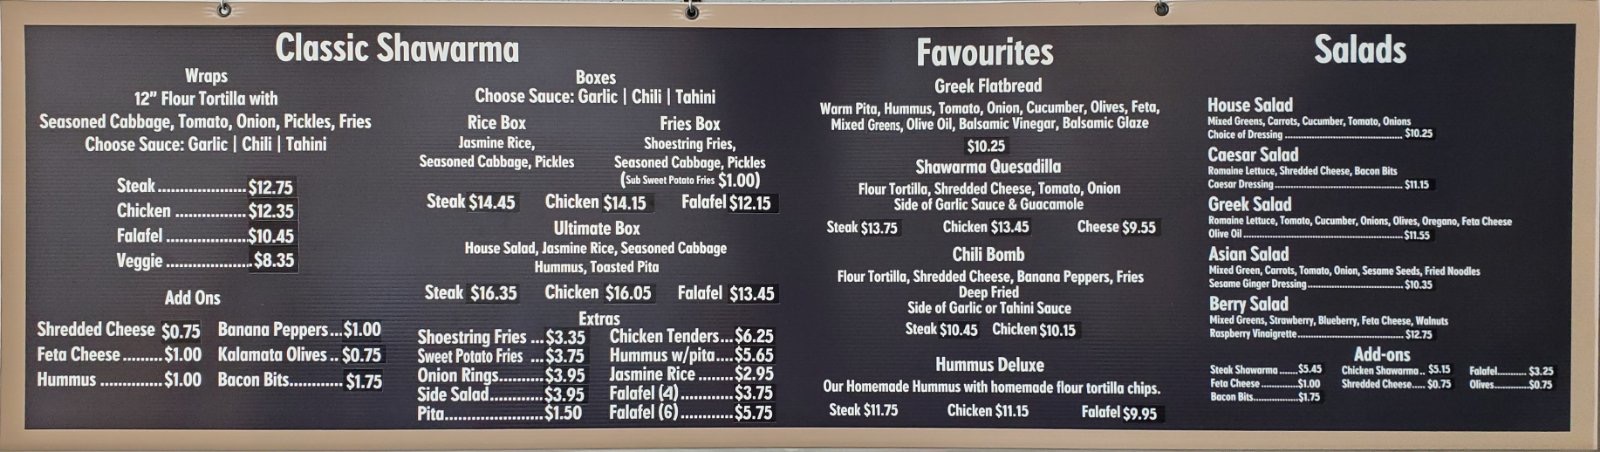 Classic Shawarma
Wraps
12" Flour Tortilla with
Seasoned Cabbage, Tomato, Onion, Pickles, Fries
Choose Sauce: Garlic | Chili | Tahini
Steak.....................$12.75
Chicken .................$12.35
Falafel ...................$10.45
Veggie ....................$8.35
Add Ons
Shredded Cheese $0.75
Feta Cheese .........$1.00
Hummus ..............$1.00
Banana Peppers...$1.00
Kalamata Olives .. $0.75
Bacon Bits............$1.75
Boxes
Choose Sauce: Garlic | Chili | Tahini
Rice Box
Jasmine Rice,
Seasoned Cabbage, Pickles
Fries Box
Shoestring Fries,
Seasoned Cabbage, Pickles
(Sub Sweet Potato Fries $1.00)
Steak $14.45 Chicken $14.15 Falafel $12.15
Ultimate Box
House Salad, Jasmine Rice, Seasoned Cabbage
Hummus, Toasted Pita
Steak $16.35 Chicken $16.05 Falafel $13.45
Extras
Shoestring Fries ...$3.35
Sweet Potato Fries ...$3.75
Onion Rings..........$3.95
Side Salad............$3.95
Pita......................$1.50
Chicken Tenders...$6.25
Hummus w/pita....$5.65
Jasmine Rice ........$2.95
Falafel (4)............$3.75
Falafel (6)............$5.75
Favourites
Greek Flatbread
Warm Pita, Hummus, Tomato, Onion, Cucumber, Olives, Feta,
Mixed Greens, Olive Oil, Balsamic Vinegar, Balsamic Glaze
$10.25
Shawarma Quesadilla
Flour Tortilla, Shredded Cheese, Tomato, Onion
Side of Garlic Sauce & Guacamole
Steak $13.75 Chicken $13.45 Cheese $9.55
Chili Bomb
Flour Tortilla, Shredded Cheese, Banana Peppers, Fries
Deep Fried
Side of Garlic or Tahini Sauce
Steak $10.45 Chicken $10.15
Hummus Deluxe
Our Homemade Hummus with homemade flour tortilla chips.
Steak $11.75 Chicken $11.15 Falafel $9.95
Salads
House Salad
Mixed Greens, Carrots, Cucumber, Tomato, Onions
Choice of Dressing ........................................ $10.25
Caesar Salad
Romaine Lettuce, Shredded Cheese, Bacon Bits
Caesar Dressing........................................... $11.15
Greek Salad
Romaine Lettuce, Tomato, Cucumber, Onions, Olives, Oregano, Feta Cheese
Olive Oil..................................................... $11.55
Asian Salad
Mixed Green, Carrots, Tomato, Onion, Sesame Seeds, Fried Noodles
Sesame Ginger Dressing................................ $10.35
Berry Salad
Mixed Greens, Strawberry, Blueberry, Feta Cheese, Walnuts
Raspberry Vinaigrette................................... $12.75
Add-ons
Steak Shawarma .....$5.45 Chicken Shawarma.. $5.15 Falafel.......... $3.25
Feta Cheese ............$1.00 Shredded Cheese..... $0.75 Olives...........$0.75
Bacon Bits...............$1.75